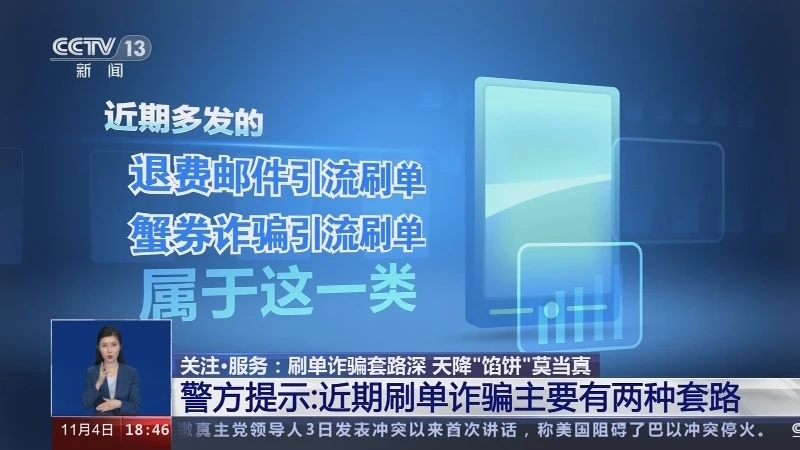 CCTV 13
新闻
近期多发的
退费邮件引流刷单
蟹券诈骗引流刷单
属于这一类
关注·服务：刷单诈骗套路深 天降"馅饼"莫当真
警方提示:近期刷单诈骗主要有两种套路
11月4日 18:46 嫩真主党领导人3日发表冲突以来首次讲话，称美国阻碍了巴以冲突停火。